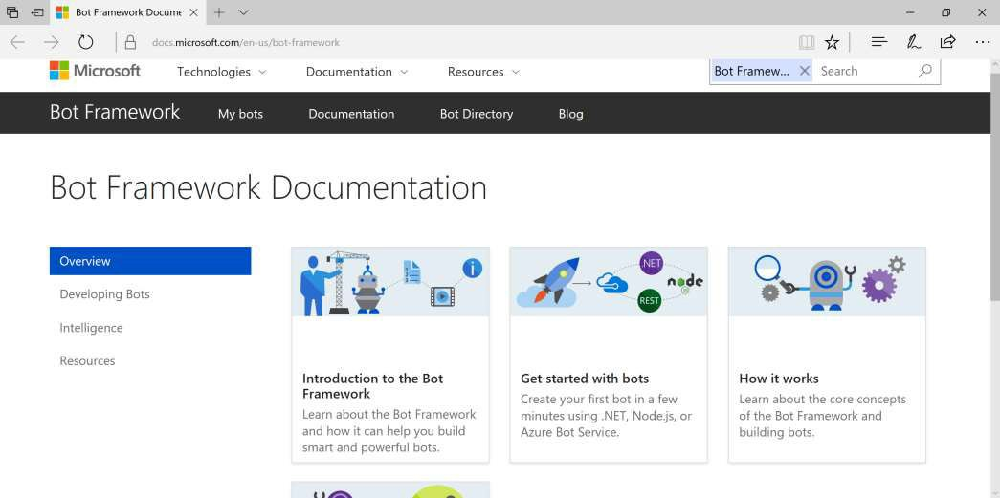 Bot Framework Docume
docs.microsoft.com/en-us/bot-framework
Microsoft Technologies Documentation Resources Bot Framew... Search
Bot Framework My bots Documentation Bot Directory Blog
Bot Framework Documentation
Overview
Developing Bots
Intelligence
Resources
Introduction to the Bot
Framework
Learn about the Bot Framework
and how it can help you build
smart and powerful bots.
.NET
node
JS
REST
Get started with bots
Create your first bot in a few
minutes using .NET, Node.js, or
Azure Bot Service.
How it works
Learn about the core concepts
of the Bot Framework and
building bots.